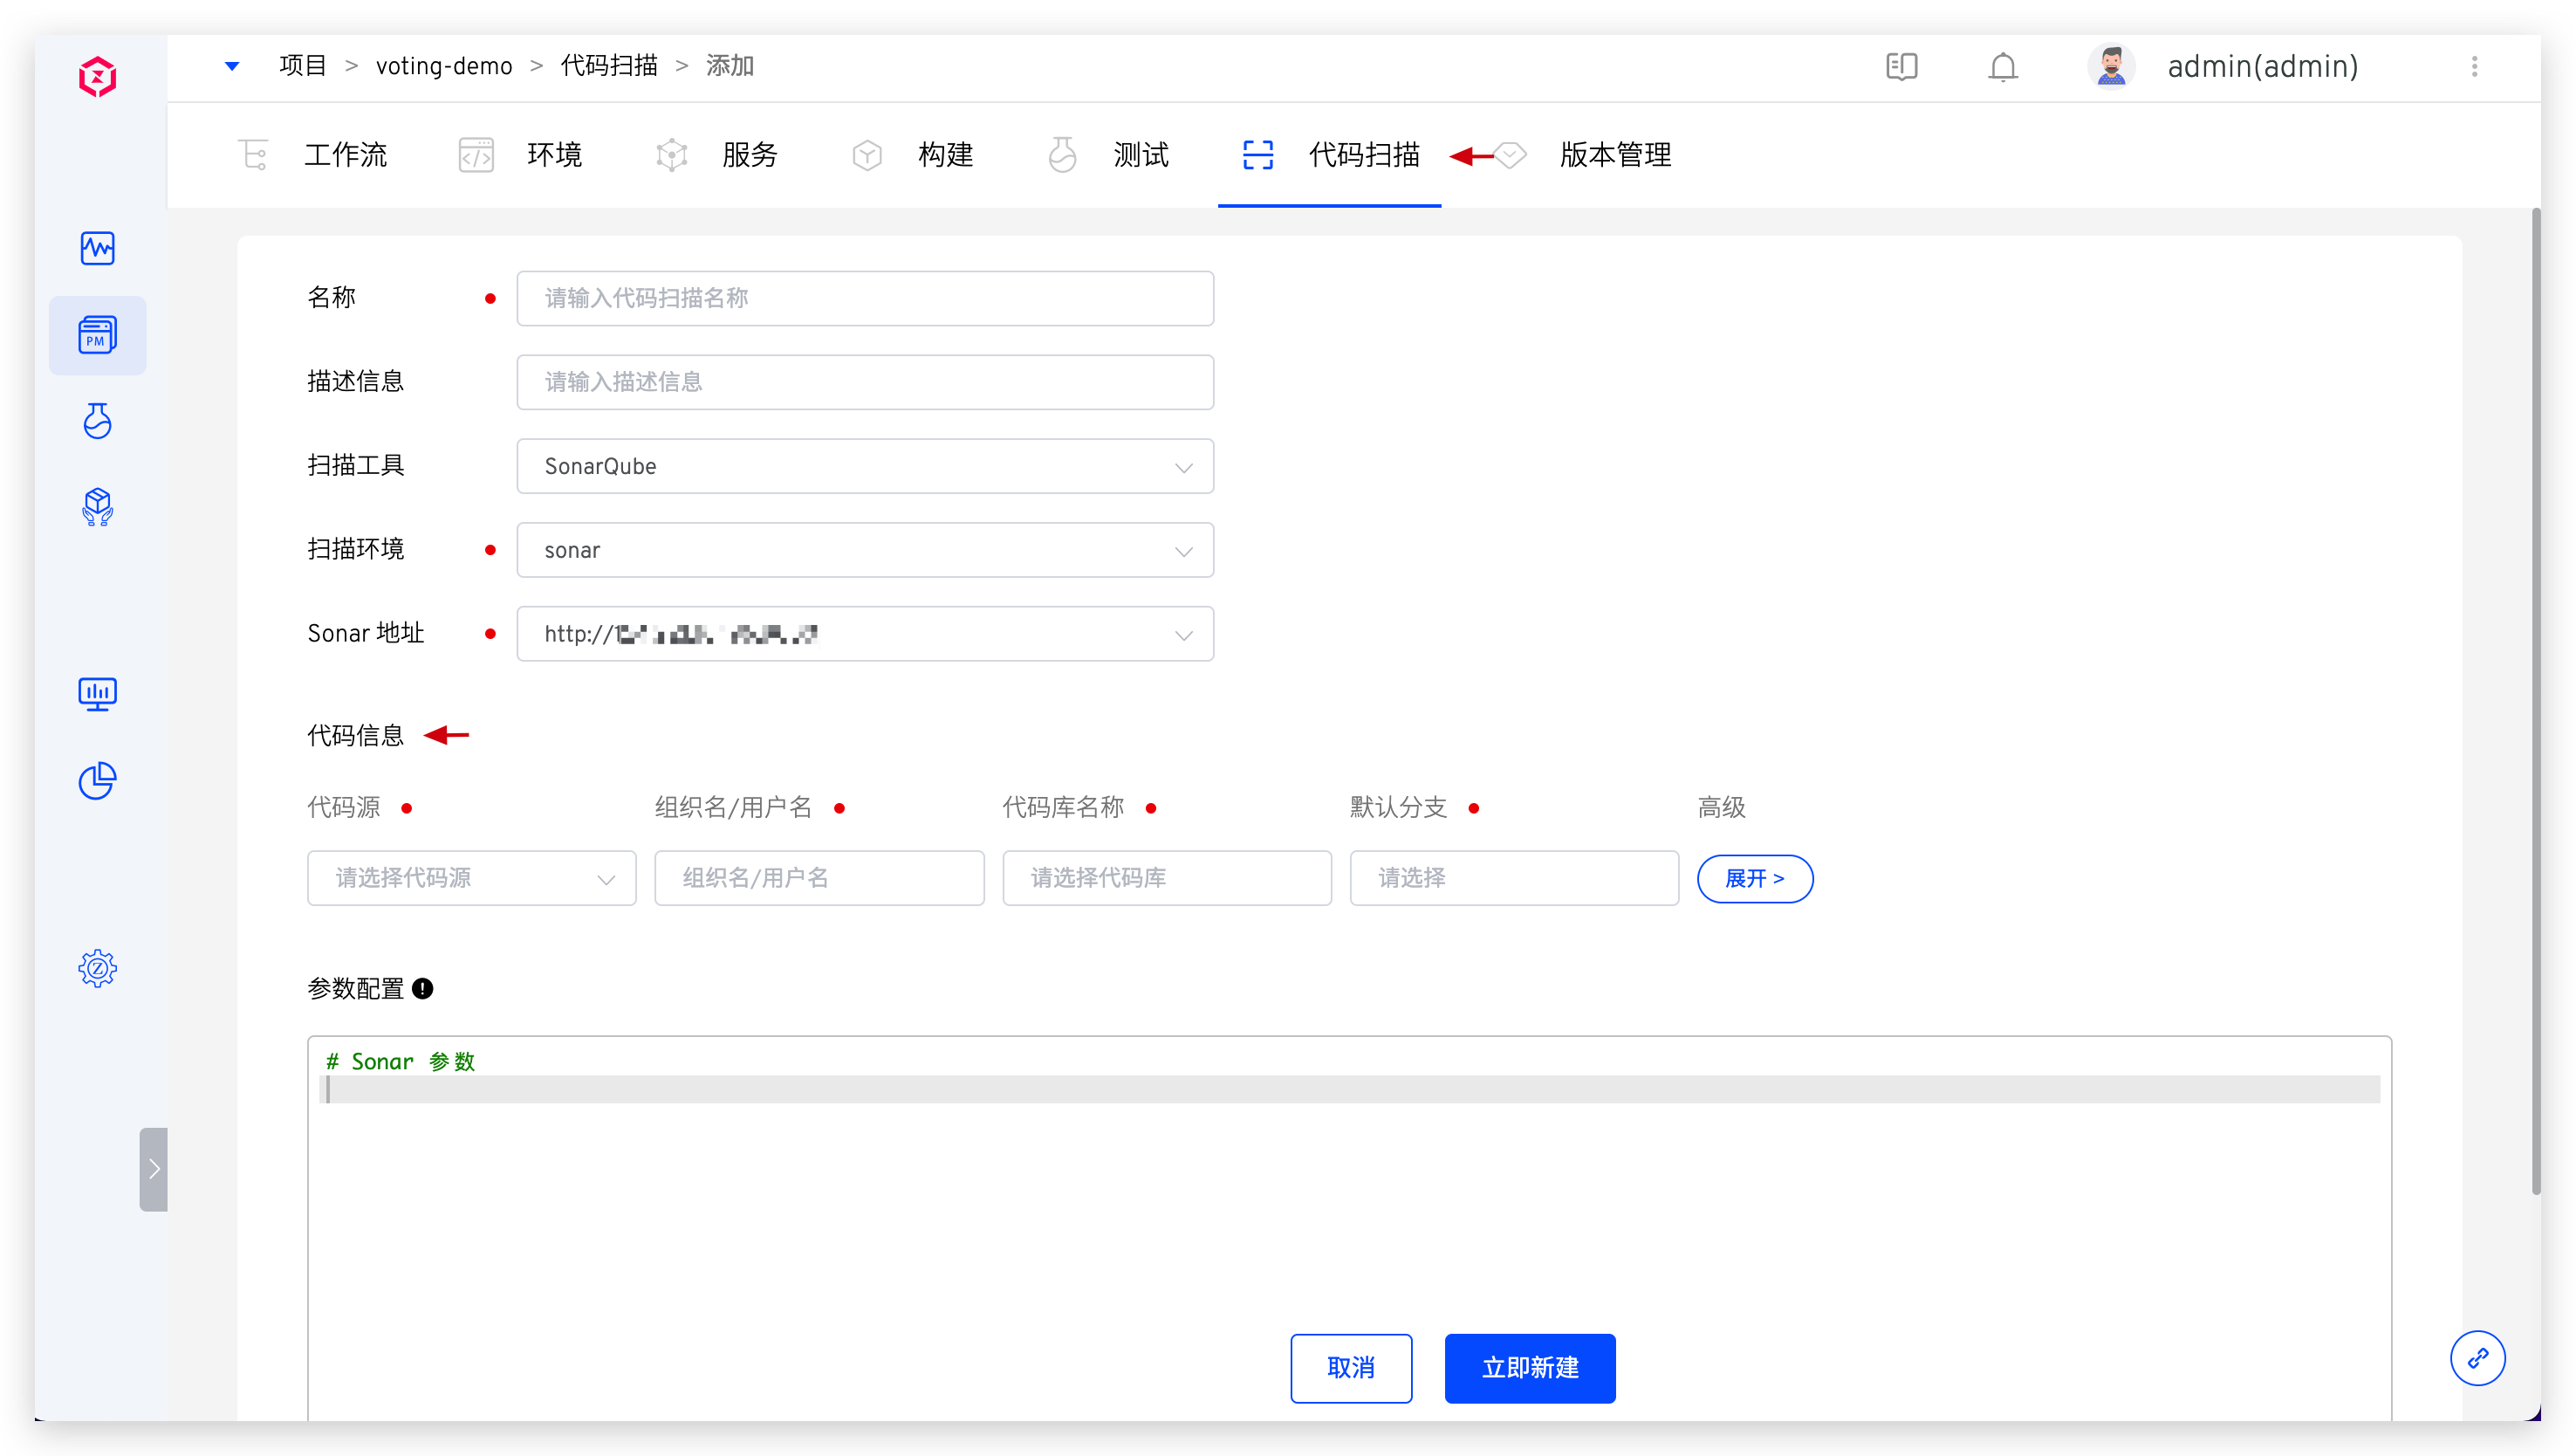 项目 > voting-demo > 代码扫描 > 添加
admin(admin)
工作流 环境 服务 构建 测试 代码扫描 版本管理
PM
名称 请输入代码扫描名称
描述信息 请输入描述信息
扫描工具 SonarQube
扫描环境 sonar
Sonar 地址 http://1
代码信息
代码源 组织名/用户名 代码库名称 默认分支 高级
请选择代码源 组织名/用户名 请选择代码库 请选择 展开 >
参数配置
# Sonar 参数
取消 立即新建